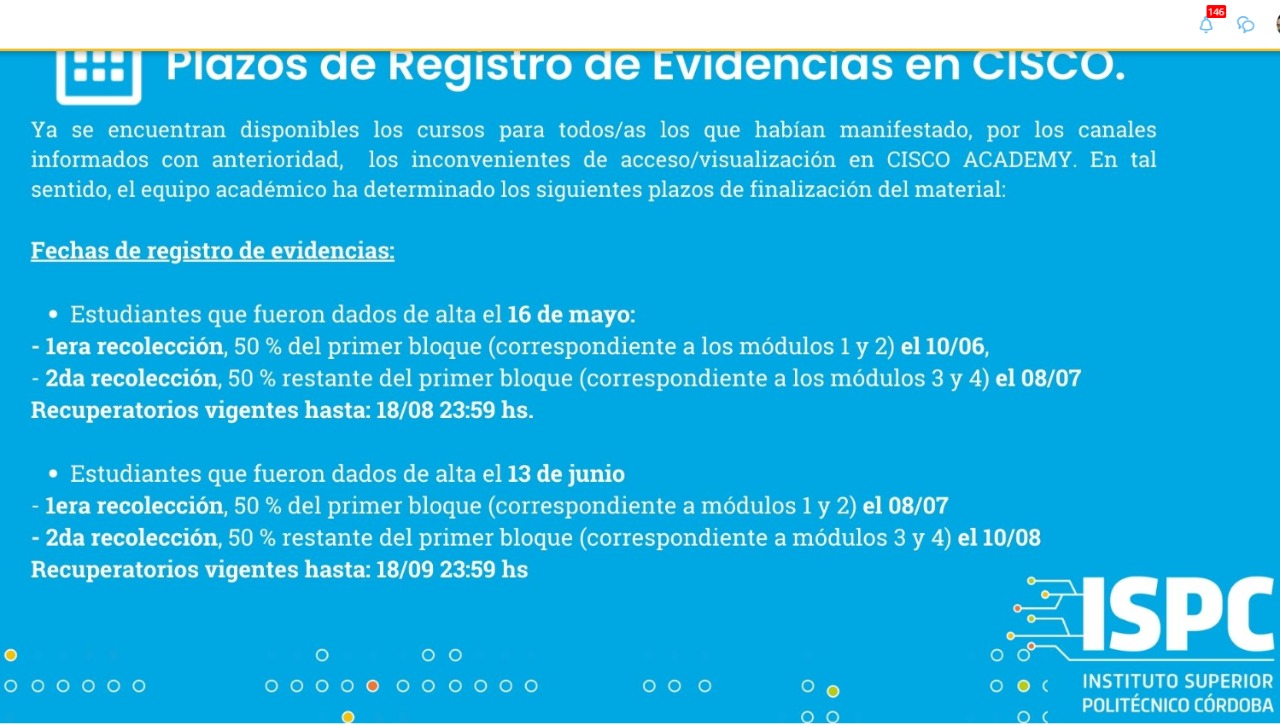 146
Plazos de Registro de Evidencias en CISCO.
Ya se encuentran disponibles los cursos para todos/as los que habían manifestado, por los canales
informados con anterioridad, los inconvenientes de acceso/visualización en CISCO ACADEMY. En tal
sentido, el equipo académico ha determinado los siguientes plazos de finalización del material:
Fechas de registro de evidencias:
• Estudiantes que fueron dados de alta el 16 de mayo:
- 1era recolección, 50 % del primer bloque (correspondiente a los módulos 1 y 2) el 10/06,
- 2da recolección, 50 % restante del primer bloque (correspondiente a los módulos 3 y 4) el 08/07
Recuperatorios vigentes hasta: 18/08 23:59 hs.
• Estudiantes que fueron dados de alta el 13 de junio
- 1era recolección, 50 % del primer bloque (correspondiente a módulos 1 y 2) el 08/07
- 2da recolección, 50 % restante del primer bloque (correspondiente a módulos 3 y 4) el 10/08
Recuperatorios vigentes hasta: 18/09 23:59 hs
ISPC
INSTITUTO SUPERIOR
POLITÉCNICO CÓRDOBA